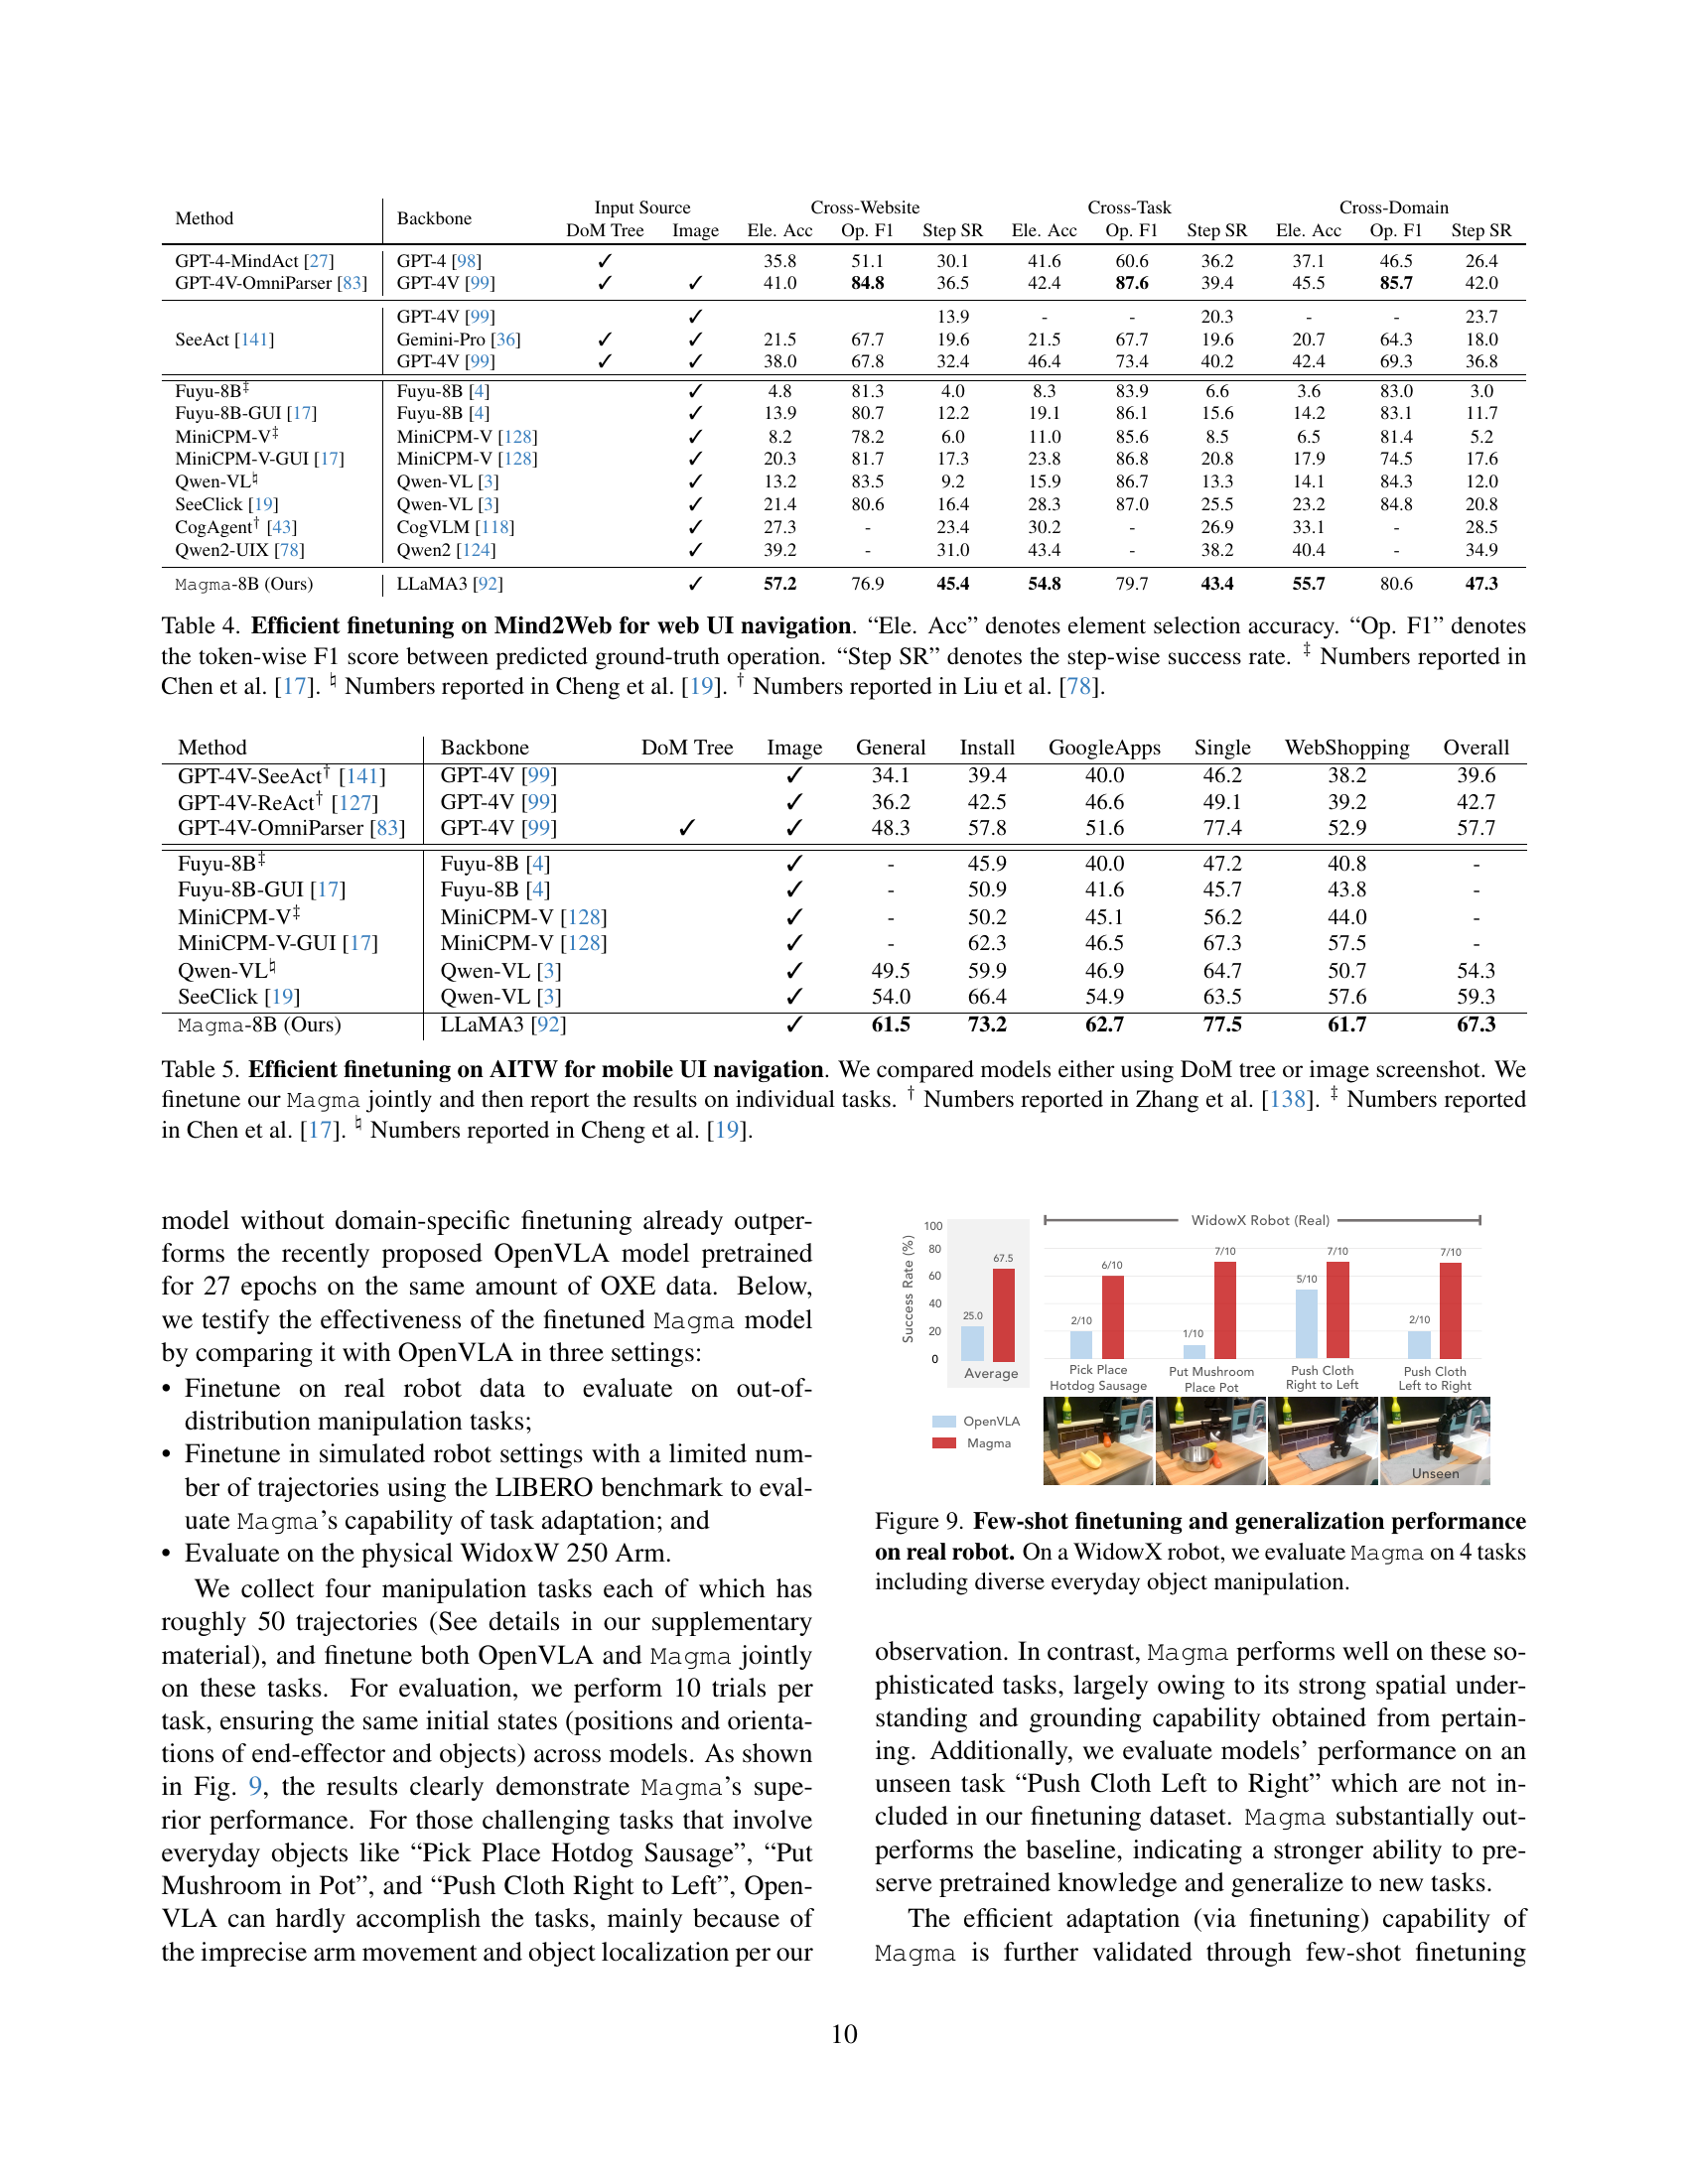 Method Backbone Input Source Cross-Website Cross-Task Cross-Domain
DoM Tree Image Ele. Acc Op. F1 Step SR Ele. Acc Op. F1 Step SR Ele. Acc Op. F1 Step SR
GPT-4-MindAct [27] GPT-4 [98] ✓ 35.8 51.1 30.1 41.6 60.6 36.2 37.1 46.5 26.4
GPT-4V-OmniParser [83] GPT-4V [99] ✓ ✓ 41.0 84.8 36.5 42.4 87.6 39.4 45.5 85.7 42.0
GPT-4V [99] ✓ 13.9 - - 20.3 - - 23.7
SeeAct [141] Gemini-Pro [36] ✓ ✓ 21.5 67.7 19.6 21.5 67.7 19.6 20.7 64.3 18.0
GPT-4V [99] ✓ ✓ 38.0 67.8 32.4 46.4 73.4 40.2 42.4 69.3 36.8
Fuyu-8B‡ Fuyu-8B [4] ✓ 4.8 81.3 4.0 8.3 83.9 6.6 3.6 83.0 3.0
Fuyu-8B-GUI [17] Fuyu-8B [4] ✓ 13.9 80.7 12.2 19.1 86.1 15.6 14.2 83.1 11.7
MiniCPM-V‡ MiniCPM-V [128] ✓ 8.2 78.2 6.0 11.0 85.6 8.5 6.5 81.4 5.2
MiniCPM-V-GUI [17] MiniCPM-V [128] ✓ 20.3 81.7 17.3 23.8 86.8 20.8 17.9 74.5 17.6
Qwen-VL♮ Qwen-VL [3] ✓ 13.2 83.5 9.2 15.9 86.7 13.3 14.1 84.3 12.0
SeeClick [19] Qwen-VL [3] ✓ 21.4 80.6 16.4 28.3 87.0 25.5 23.2 84.8 20.8
CogAgent† [43] CogVLM [118] ✓ 27.3 - 23.4 30.2 - 26.9 33.1 - 28.5
Qwen2-UIX [78] Qwen2 [124] ✓ 39.2 - 31.0 43.4 - 38.2 40.4 - 34.9
Magma-8B (Ours) LLaMA3 [92] ✓ 57.2 76.9 45.4 54.8 79.7 43.4 55.7 80.6 47.3
Table 4. Efficient finetuning on Mind2Web for web UI navigation. “Ele. Acc” denotes element selection accuracy. “Op. F1” denotes
the token-wise F1 score between predicted ground-truth operation. “Step SR” denotes the step-wise success rate. ‡ Numbers reported in
Chen et al. [17]. ♮ Numbers reported in Cheng et al. [19]. † Numbers reported in Liu et al. [78].
Method Backbone DoM Tree Image General Install GoogleApps Single WebShopping Overall
GPT-4V-SeeAct† [141] GPT-4V [99] ✓ 34.1 39.4 40.0 46.2 38.2 39.6
GPT-4V-ReAct† [127] GPT-4V [99] ✓ 36.2 42.5 46.6 49.1 39.2 42.7
GPT-4V-OmniParser [83] GPT-4V [99] ✓ ✓ 48.3 57.8 51.6 77.4 52.9 57.7
Fuyu-8B‡ Fuyu-8B [4] ✓ - 45.9 40.0 47.2 40.8 -
Fuyu-8B-GUI [17] Fuyu-8B [4] ✓ - 50.9 41.6 45.7 43.8 -
MiniCPM-V‡ MiniCPM-V [128] ✓ - 50.2 45.1 56.2 44.0 -
MiniCPM-V-GUI [17] MiniCPM-V [128] ✓ - 62.3 46.5 67.3 57.5 -
Qwen-VL♮ Qwen-VL [3] ✓ 49.5 59.9 46.9 64.7 50.7 54.3
SeeClick [19] Qwen-VL [3] ✓ 54.0 66.4 54.9 63.5 57.6 59.3
Magma-8B (Ours) LLaMA3 [92] ✓ 61.5 73.2 62.7 77.5 61.7 67.3
Table 5. Efficient finetuning on AITW for mobile UI navigation. We compared models either using DoM tree or image screenshot. We
finetune our Magma jointly and then report the results on individual tasks. † Numbers reported in Zhang et al. [138]. ‡ Numbers reported
in Chen et al. [17]. ♮ Numbers reported in Cheng et al. [19].
model without domain-specific finetuning already outper-
forms the recently proposed OpenVLA model pretrained
for 27 epochs on the same amount of OXE data. Below,
we testify the effectiveness of the finetuned Magma model
by comparing it with OpenVLA in three settings:
• Finetune on real robot data to evaluate on out-of-
distribution manipulation tasks;
• Finetune in simulated robot settings with a limited num-
ber of trajectories using the LIBERO benchmark to eval-
uate Magma’s capability of task adaptation; and
• Evaluate on the physical WidoxW 250 Arm.
We collect four manipulation tasks each of which has
roughly 50 trajectories (See details in our supplementary
material), and finetune both OpenVLA and Magma jointly
on these tasks. For evaluation, we perform 10 trials per
task, ensuring the same initial states (positions and orienta-
tions of end-effector and objects) across models. As shown
in Fig. 9, the results clearly demonstrate Magma’s supe-
rior performance. For those challenging tasks that involve
everyday objects like “Pick Place Hotdog Sausage”, “Put
Mushroom in Pot”, and “Push Cloth Right to Left”, Open-
VLA can hardly accomplish the tasks, mainly because of
the imprecise arm movement and object localization per our
WidowX Robot (Real)
Success Rate (%)
100
80
60
40
20
0
25.0 67.5
2/10 6/10
1/10 7/10
5/10 7/10
2/10 7/10
Average
Pick Place
Hotdog Sausage
Put Mushroom
Place Pot
Push Cloth
Right to Left
Push Cloth
Left to Right
OpenVLA
Magma
Unseen
Figure 9. Few-shot finetuning and generalization performance
on real robot. On a WidowX robot, we evaluate Magma on 4 tasks
including diverse everyday object manipulation.
observation. In contrast, Magma performs well on these so-
phisticated tasks, largely owing to its strong spatial under-
standing and grounding capability obtained from pertain-
ing. Additionally, we evaluate models’ performance on an
unseen task “Push Cloth Left to Right” which are not in-
cluded in our finetuning dataset. Magma substantially out-
performs the baseline, indicating a stronger ability to pre-
serve pretrained knowledge and generalize to new tasks.
The efficient adaptation (via finetuning) capability of
Magma is further validated through few-shot finetuning
10